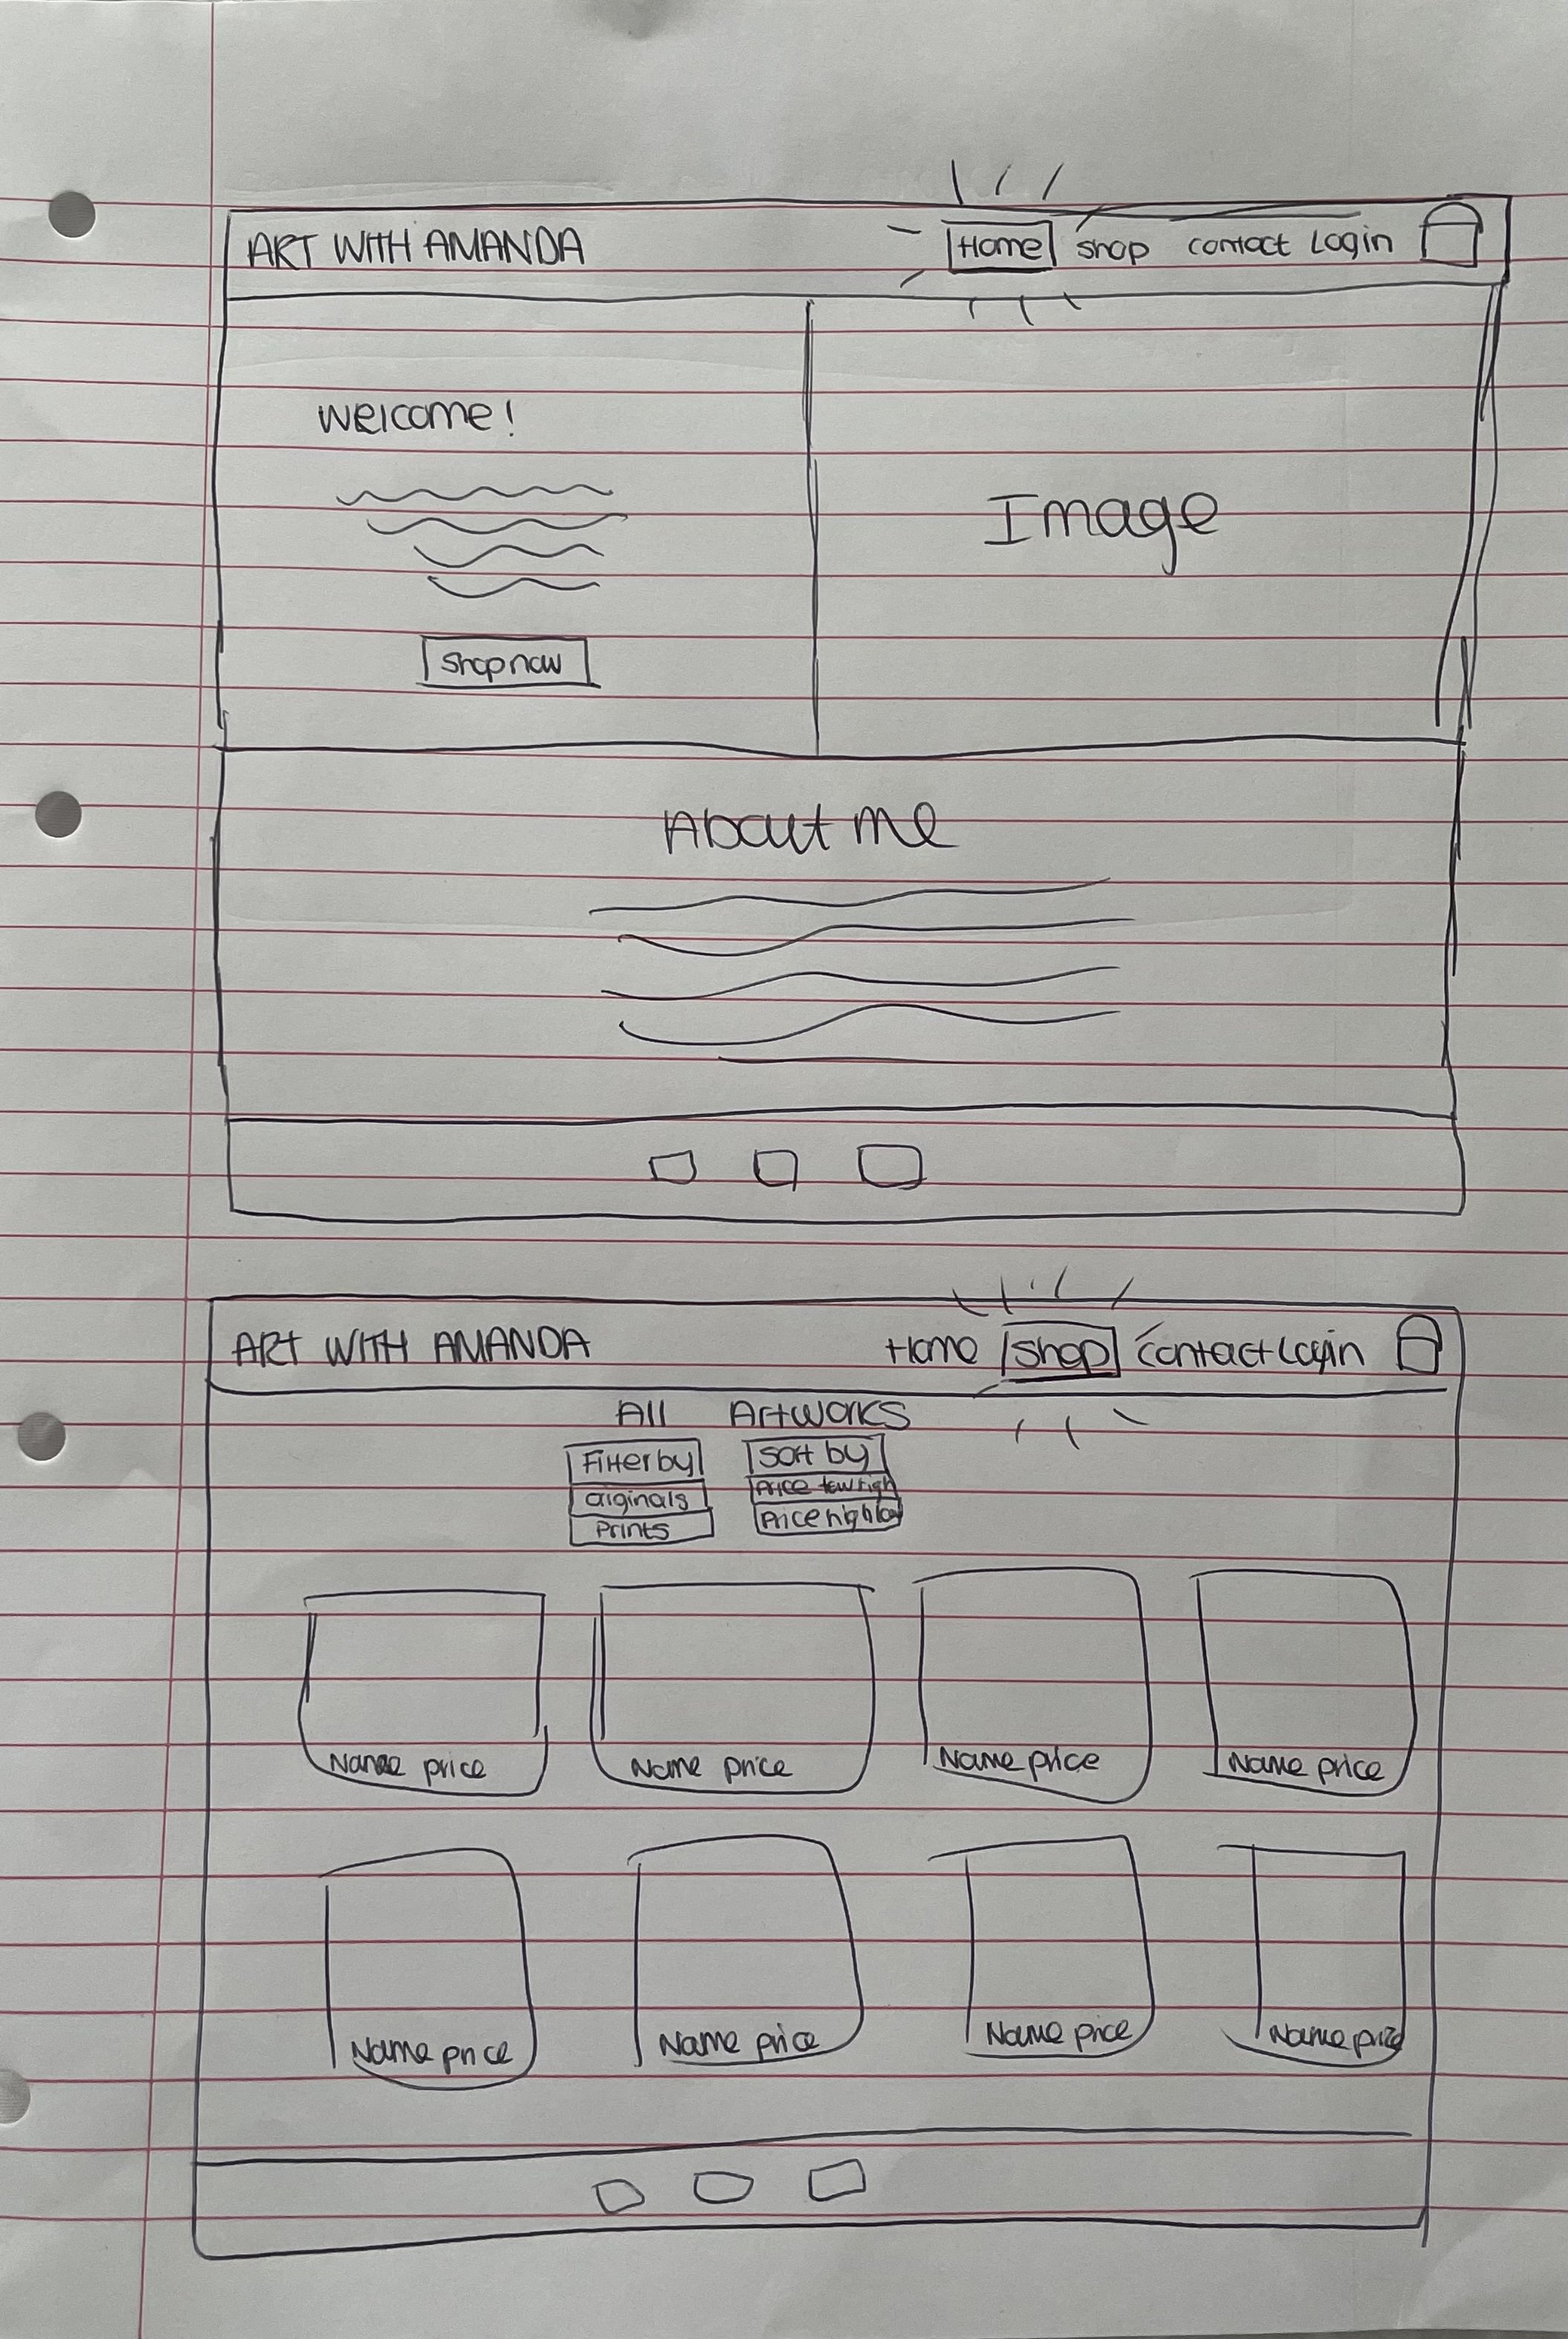 ART WITH AMANDA Home shop contact Login
Welcome!
Image
shop now
About me
ART WITH AMANDA Home shop contact Login
All Artworks
Filter by Sort by
originals Price low high
Prints Price high low
Name price Name price Name price Name price
Name price Name price Name price Name price